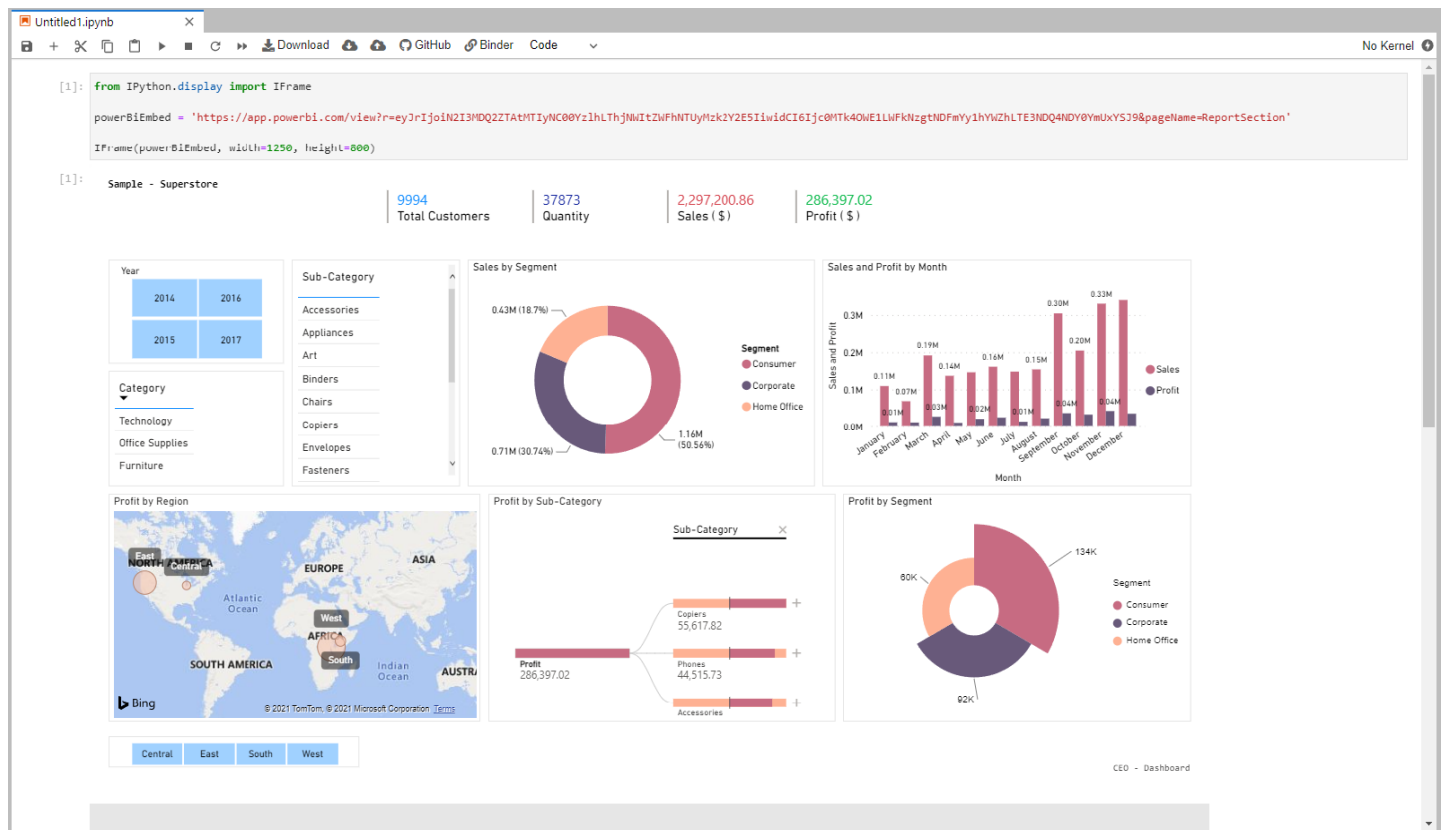 Untitled1.ipynb
Download GitHub Binder Code No Kernel
[1]: from IPython.display import IFrame
powerBiEmbed = 'https://app.powerbi.com/view?r=eyJrIjoiN2I3MDQ2ZTAtMTIyNC00YzlhLThjNWItZWFhNTUyMzk2Y2E5IiwidCI6Ijc0MTk4OWE1LWFkNzgtNDFmYy1hYWZhLTE3NDQ4NDY0YmUxYSJ9&pageName=ReportSection'
IFrame(powerBiEmbed, width=1250, height=800)
[1]: Sample - Superstore
9994
Total Customers
37873
Quantity
2,297,200.86
Sales ($)
286,397.02
Profit ($)
Year
2014 2016
2015 2017
Category
Technology
Office Supplies
Furniture
Sub-Category
Accessories
Appliances
Art
Binders
Chairs
Copiers
Envelopes
Fasteners
Sales by Segment
0.43M (18.7%)
0.71M (30.74%)
1.16M
(50.56%)
Segment
Consumer
Corporate
Home Office
Sales and Profit by Month
Sales and Profit
0.3M
0.2M
0.1M
0.0M
0.11M 0.07M 0.19M 0.14M 0.16M 0.15M 0.30M 0.20M 0.33M
0.01M 0.03M 0.02M 0.01M 0.04M 0.04M
January February March April May June July August September October November December
Month
Sales
Profit
Profit by Region
East
NORTH AMERICA
Central
EUROPE
ASIA
Atlantic
Ocean
West
AFRICA
South
SOUTH AMERICA
Indian
Ocean
AUSTRA
Bing
© 2021 TomTom, © 2021 Microsoft Corporation Terms
Profit by Sub-Category
Sub-Category
Profit
286,397.02
Copiers
55,617.82
Phones
44,515.73
Accessories
Profit by Segment
134K
60K
92K
Segment
Consumer
Corporate
Home Office
Central East South West
CEO - Dashboard